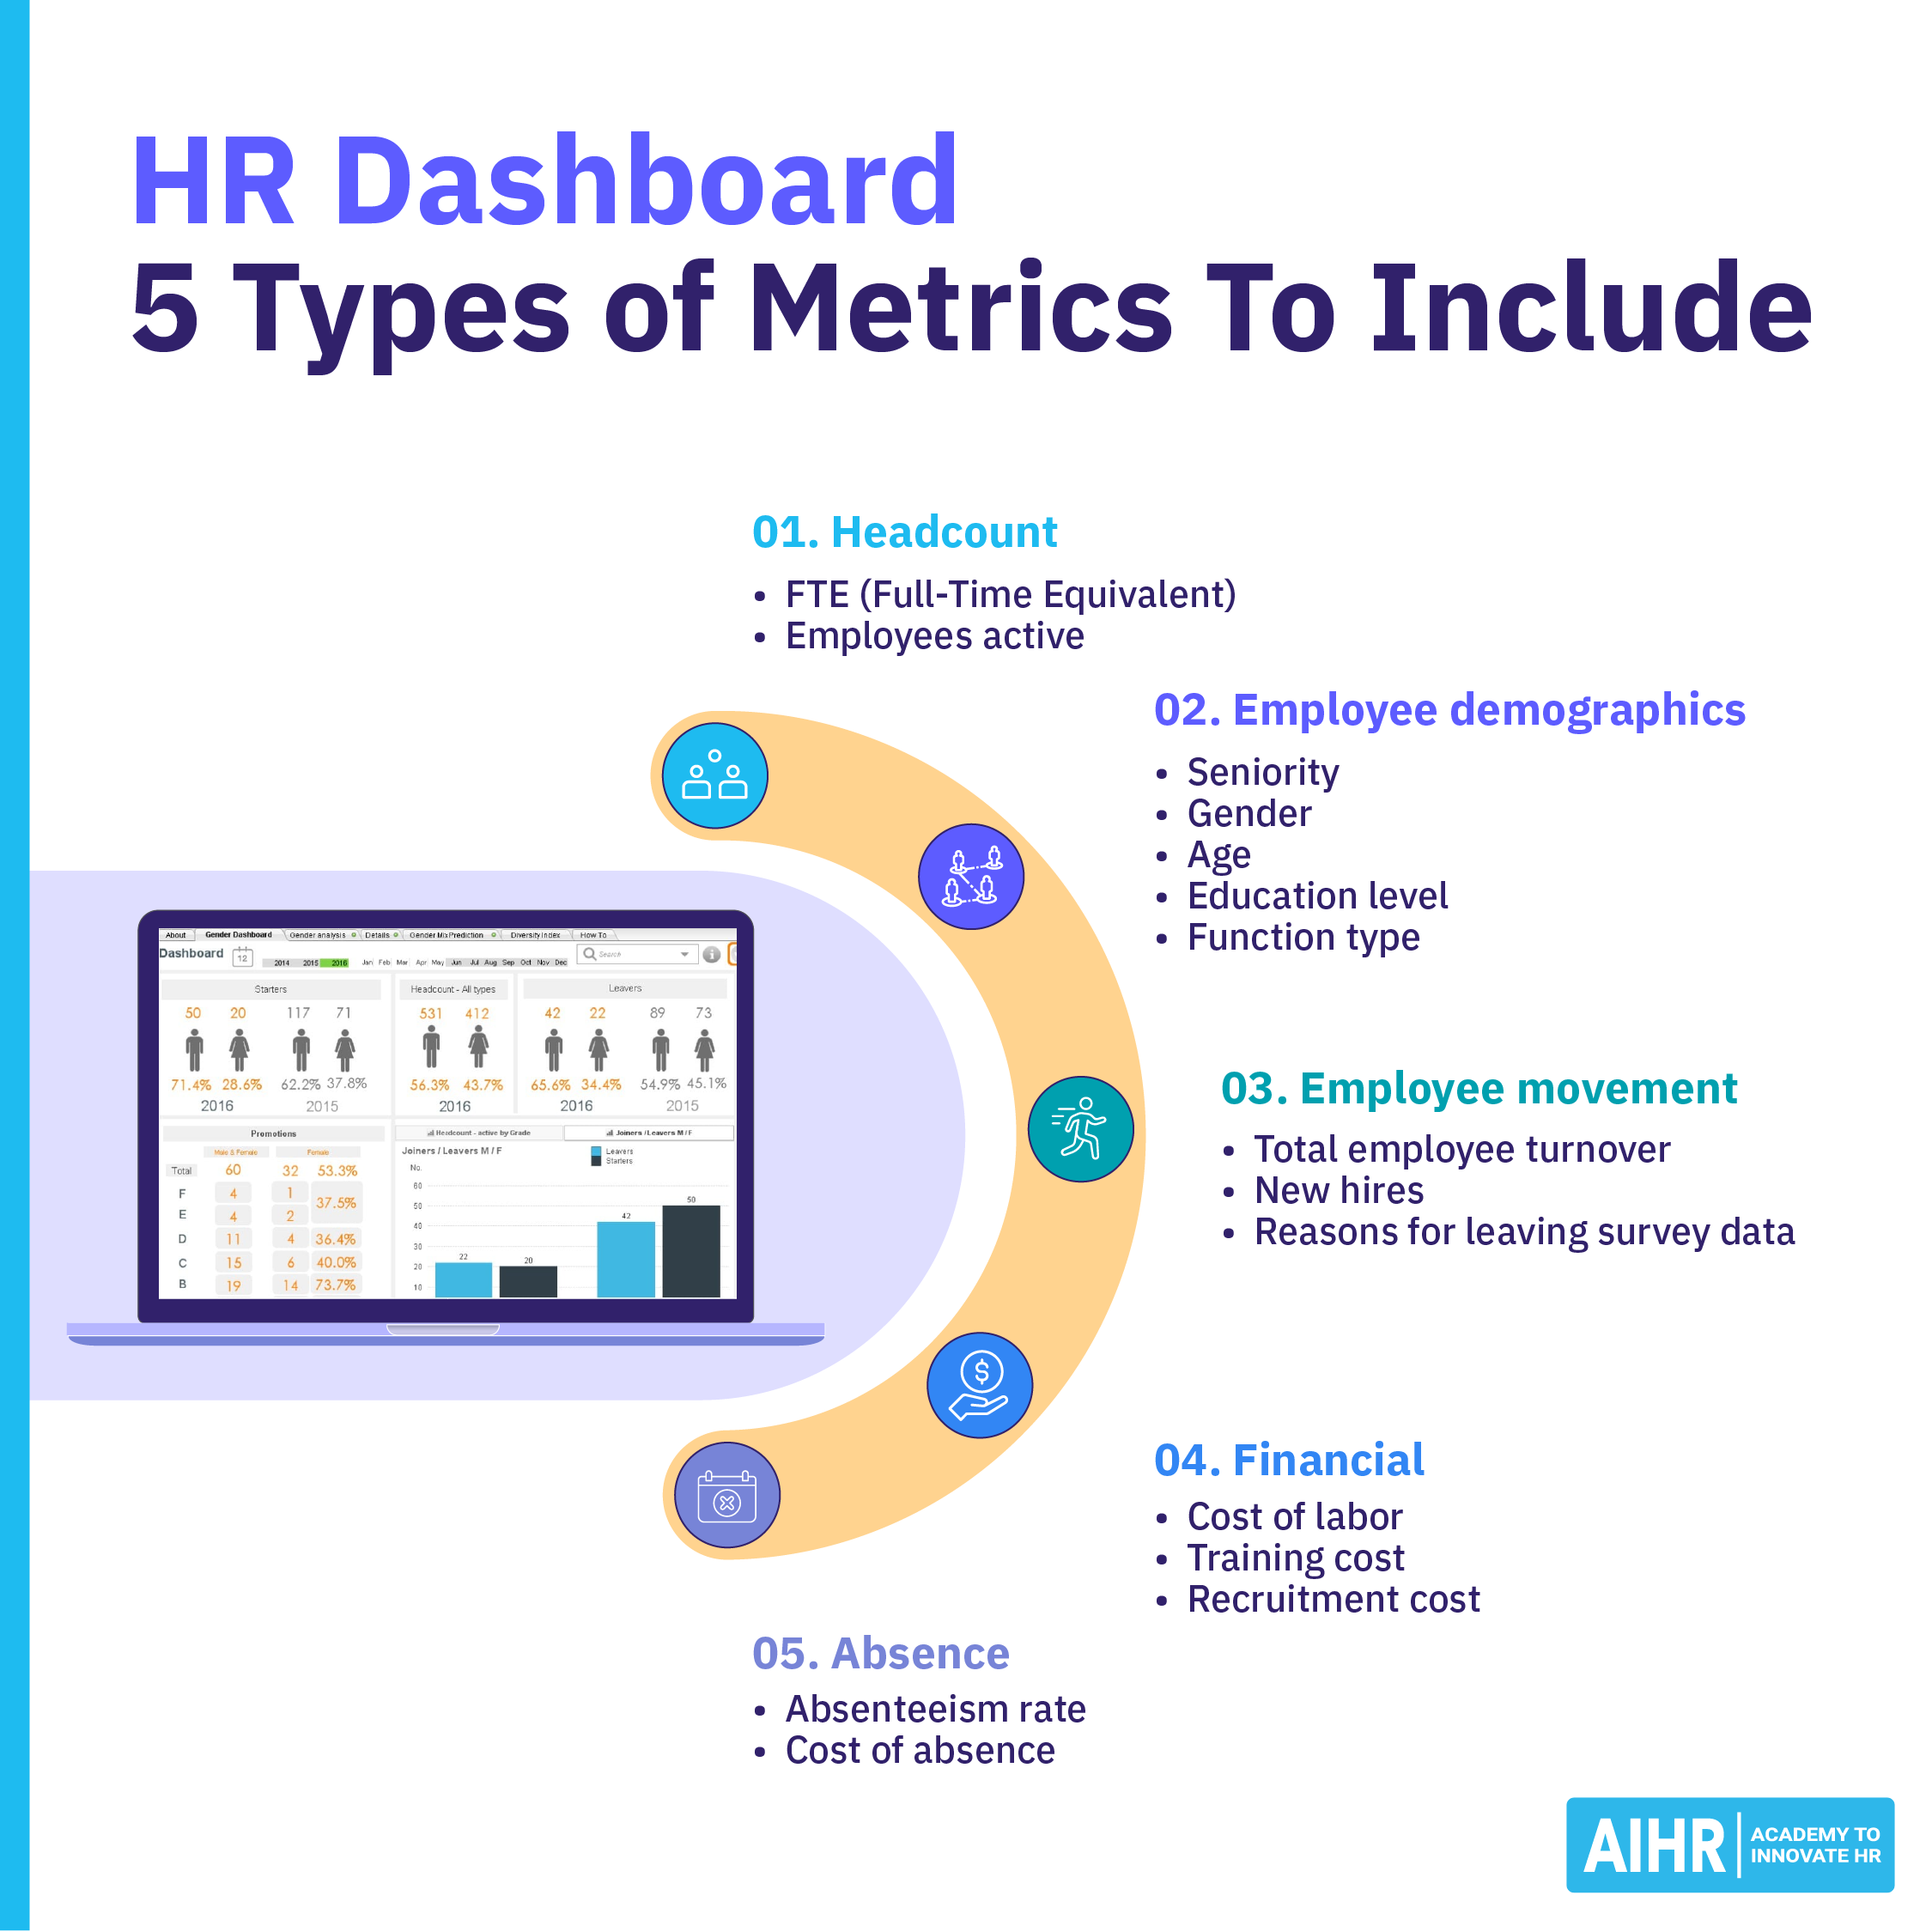 HR Dashboard
5 Types of Metrics To Include
01. Headcount
• FTE (Full-Time Equivalent)
• Employees active
02. Employee demographics
• Seniority
• Gender
• Age
• Education level
• Function type
03. Employee movement
• Total employee turnover
• New hires
• Reasons for leaving survey data
04. Financial
• Cost of labor
• Training cost
• Recruitment cost
05. Absence
• Absenteeism rate
• Cost of absence
About Gender Dashboard Gender analysis Details Gender Mix Prediction Diversity Index How To
Dashboard 12 2014 2015 2016 Jan Feb Mar Apr May Jun Jul Aug Sep Oct Nov Dec Search i
Starters Headcount - All types Leavers
50 20 117 71 531 412 42 22 89 73
71.4% 28.6% 62.2% 37.8% 56.3% 43.7% 65.6% 34.4% 54.9% 45.1%
2016 2015 2016 2016 2015
Promotions
Male & Female Female
Total 60 32 53.3%
F 4 1
37.5%
E 4 2
D 11 4 36.4%
C 15 6 40.0%
B 19 14 73.7%
Headcount - active by Grade Joiners / Leavers M / F
Joiners / Leavers M / F
Leavers
Starters
No.
60
50
40
30
20
10
22 20 42 50
AIHR ACADEMY TO
INNOVATE HR